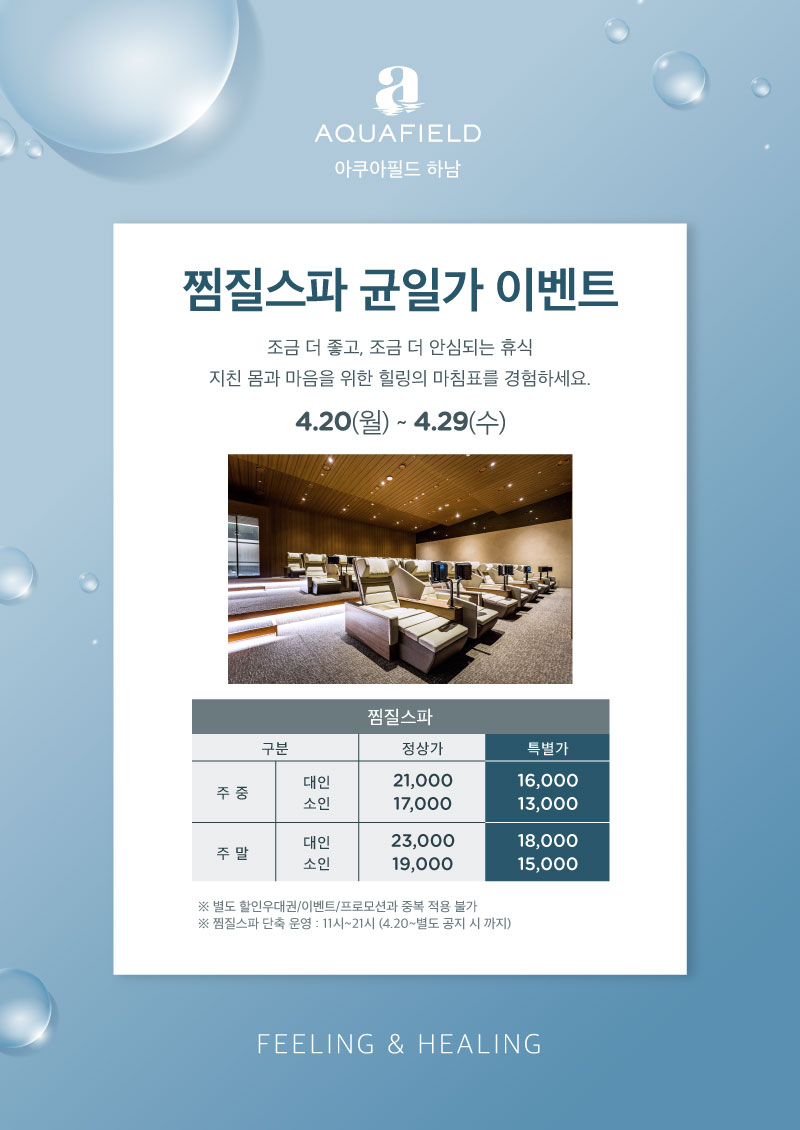 a
AQUAFIELD
아쿠아필드 하남
찜질스파 균일가 이벤트
조금 더 좋고, 조금 더 안심되는 휴식
지친 몸과 마음을 위한 힐링의 마침표를 경험하세요.
4.20(월) ~ 4.29(수)
찜질스파
구분 정상가 특별가
주 중 대인 21,000 16,000
소인 17,000 13,000
주 말 대인 23,000 18,000
소인 19,000 15,000
※ 별도 할인우대권/이벤트/프로모션과 중복 적용 불가
※ 찜질스파 단축 운영 : 11시~21시 (4.20~별도 공지 시 까지)
FEELING & HEALING